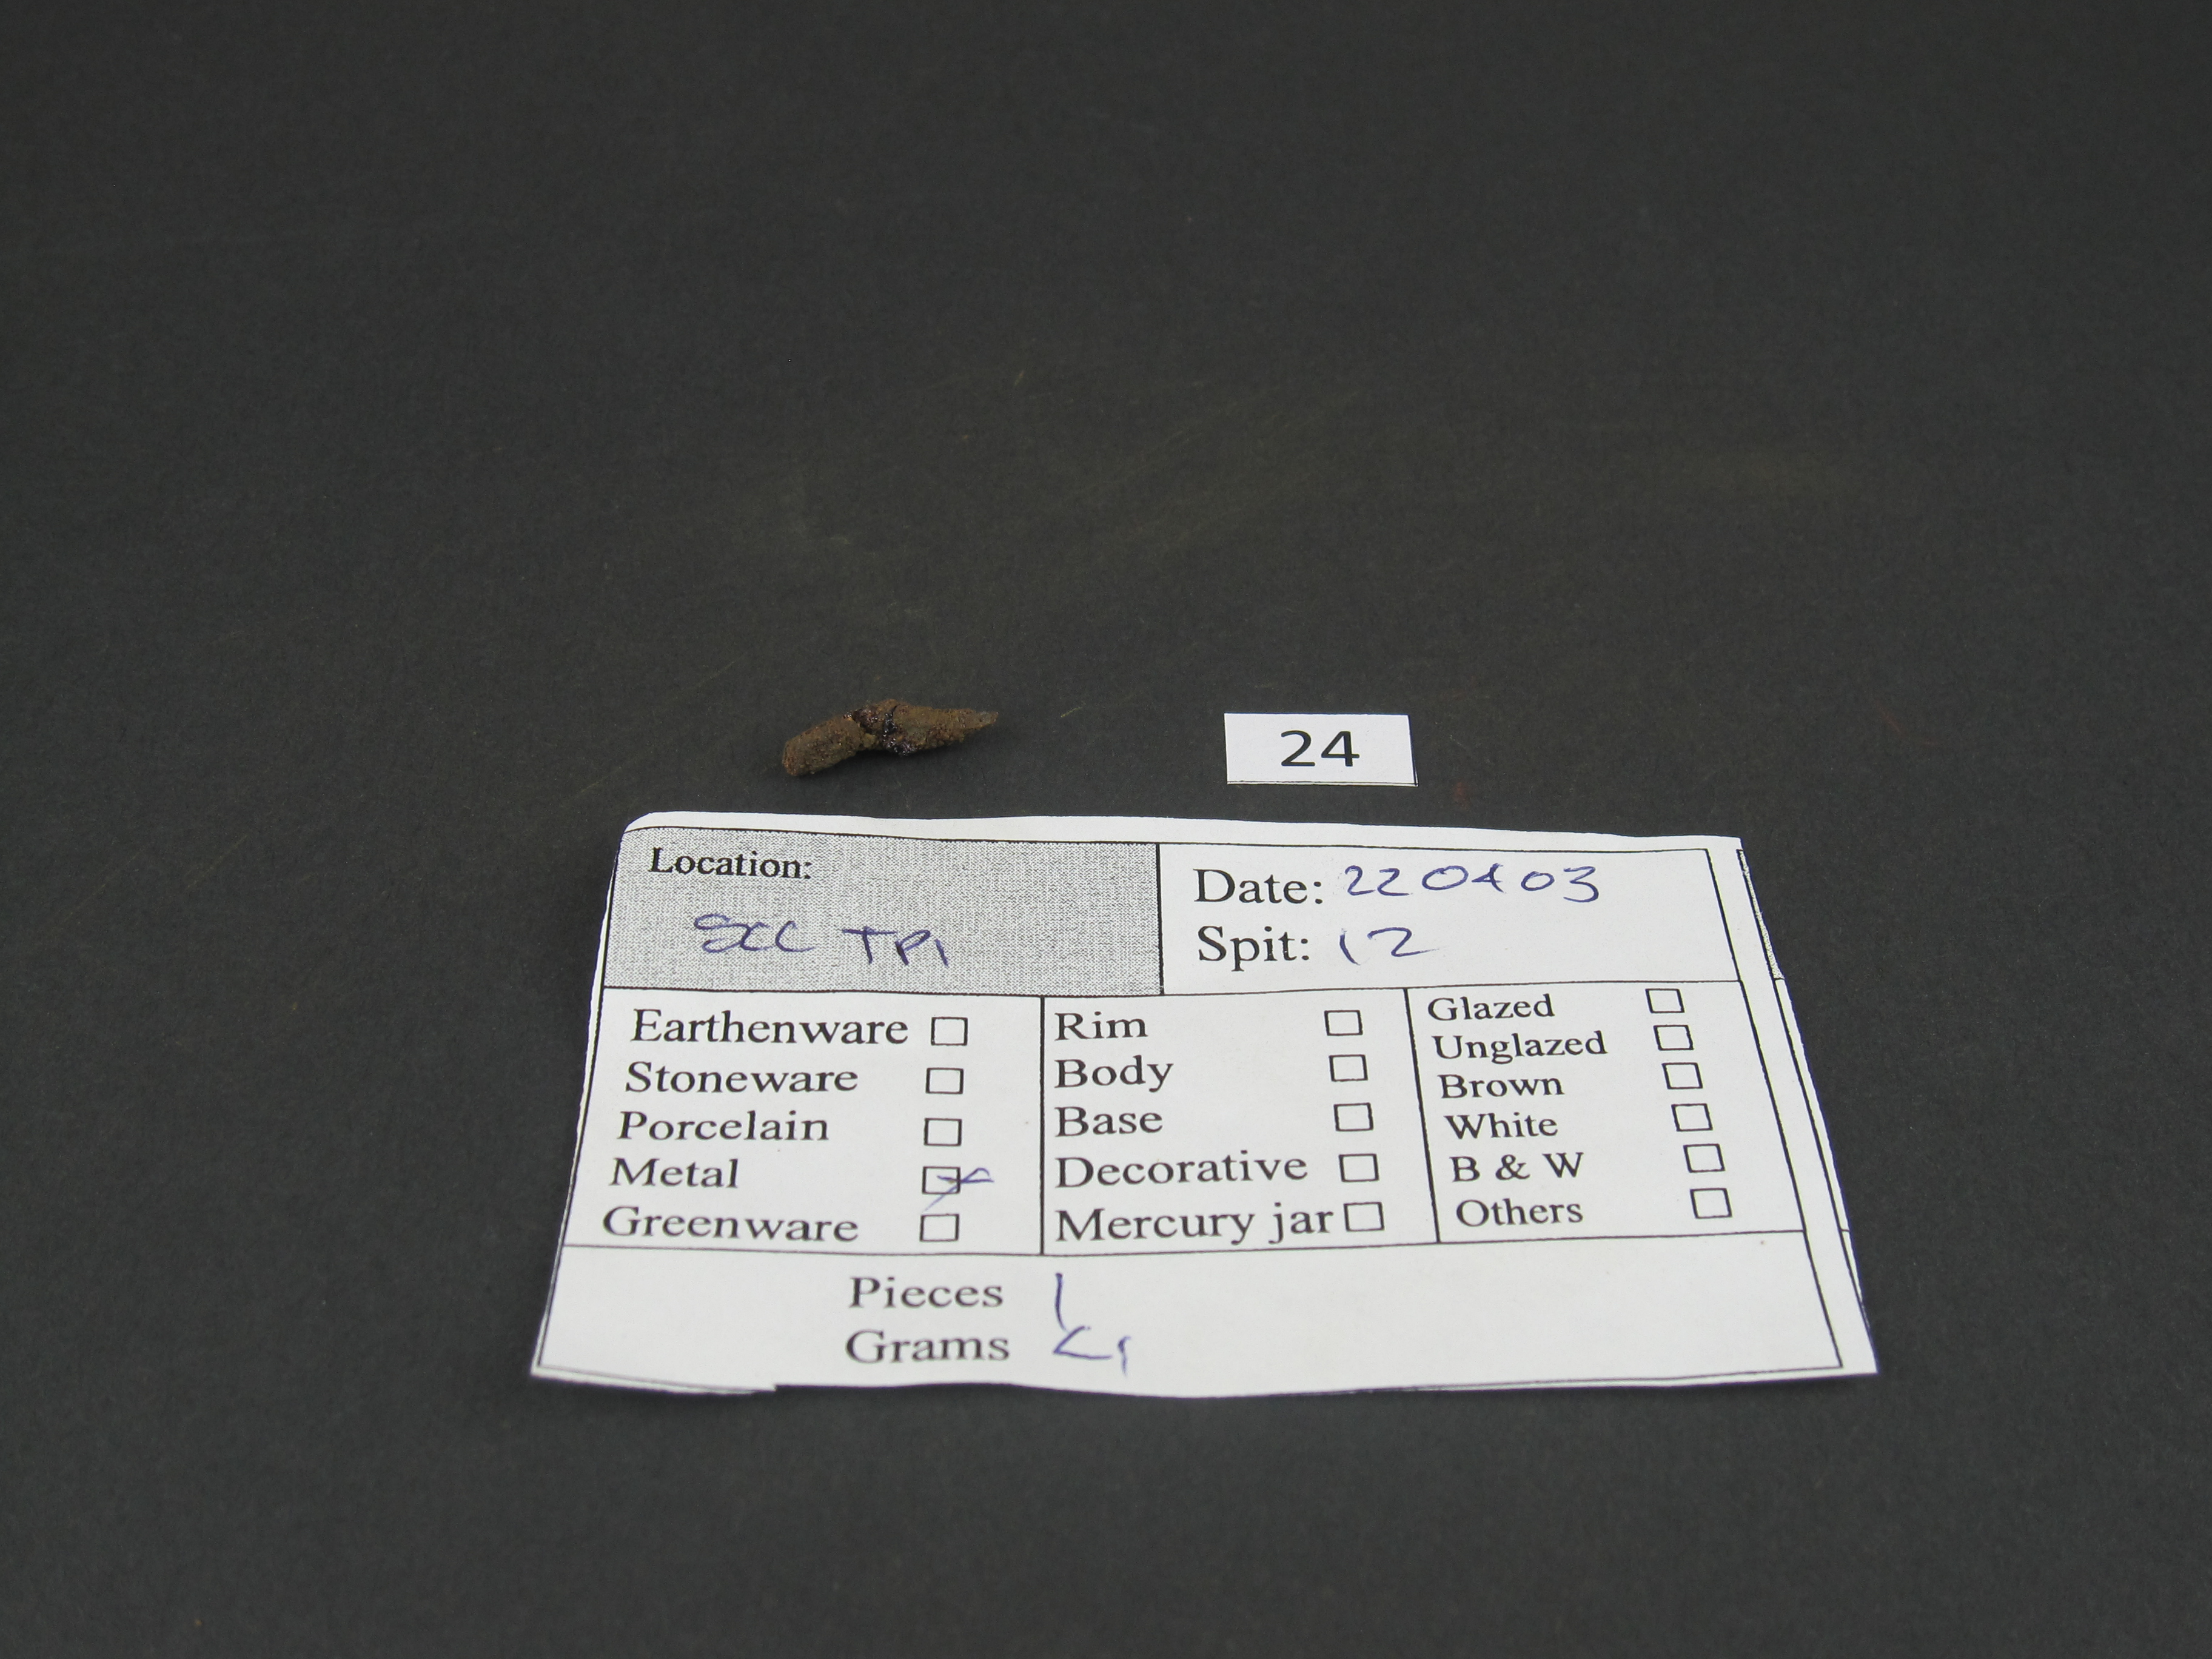 24
Location:
SCC TP1
Date: 220403
Spit: 12
Earthenware
Stoneware
Porcelain
Metal
Greenware
Rim
Body
Base
Decorative
Mercury jar
Glazed
Unglazed
Brown
White
B & W
Others
Pieces 1
Grams <1